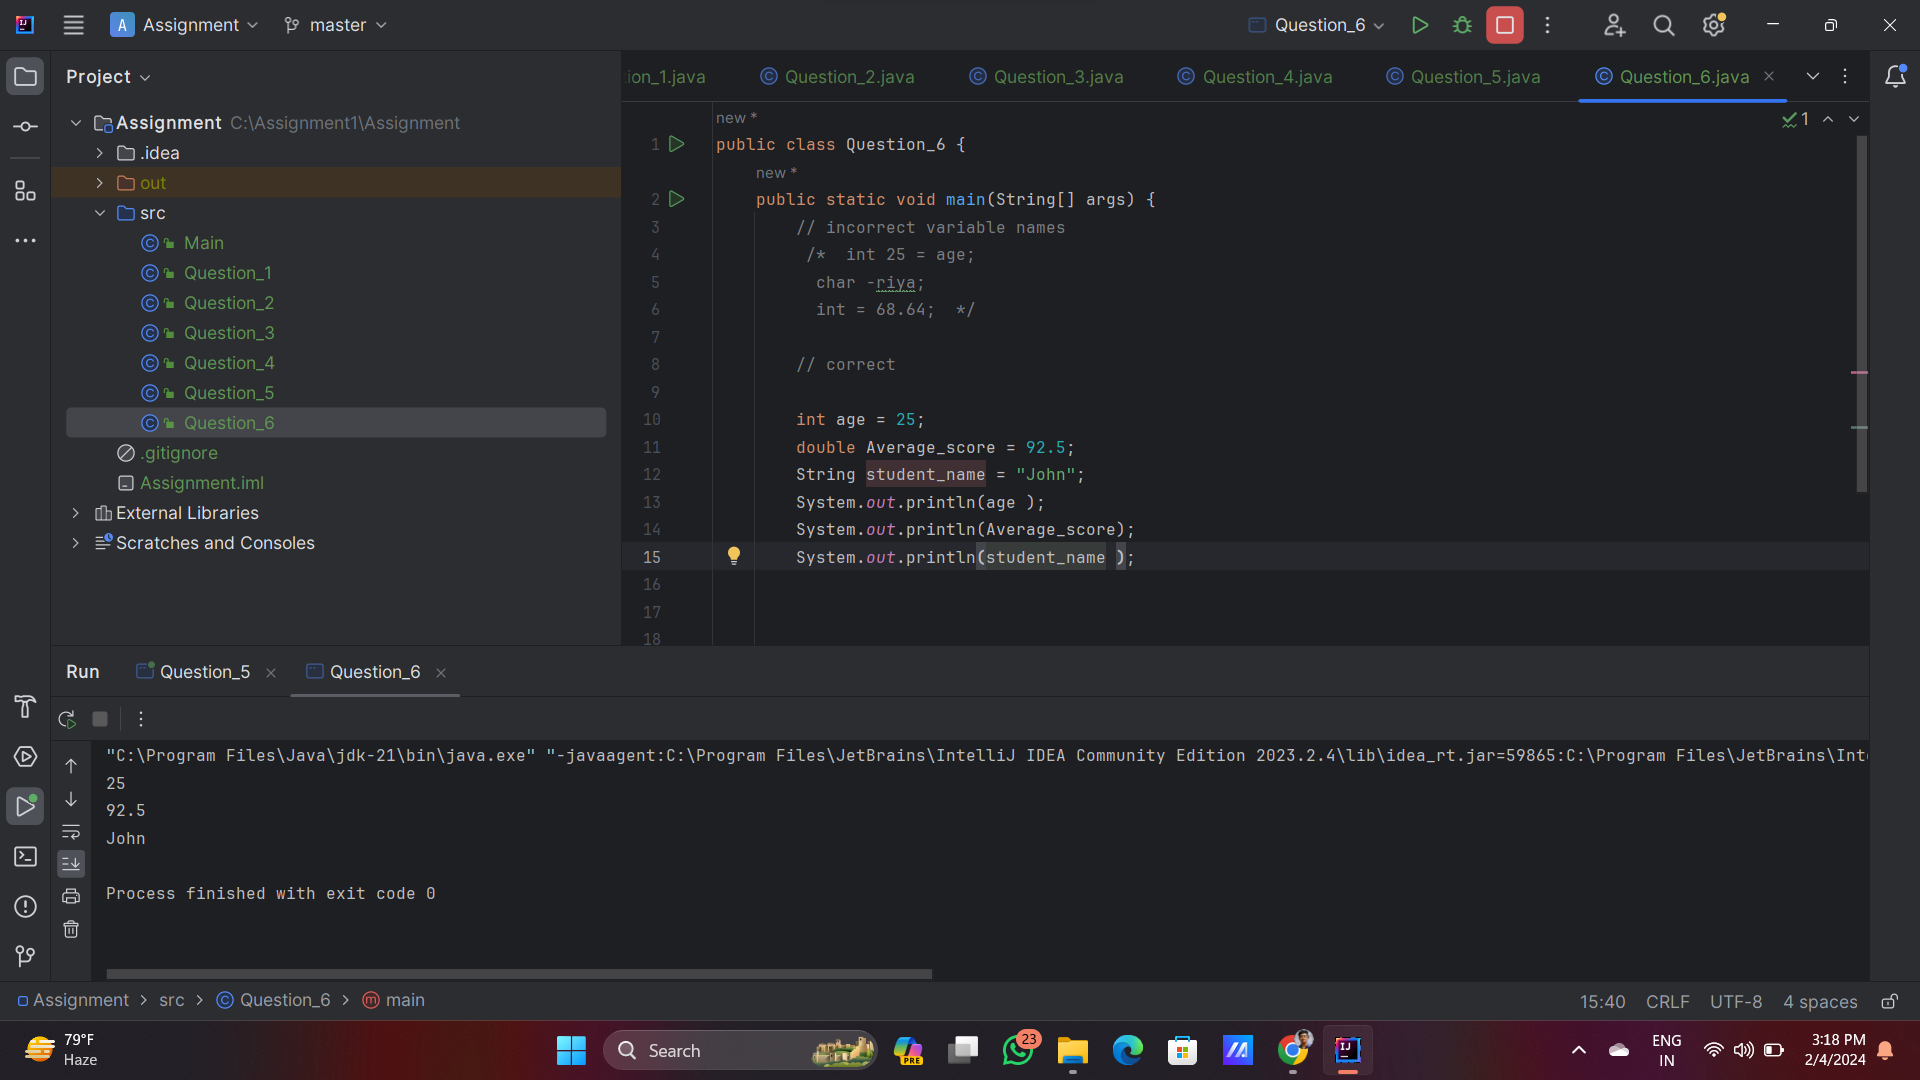 A Assignment master Question_6
Project
ion_1.java Question_2.java Question_3.java Question_4.java Question_5.java Question_6.java
Assignment C:\Assignment1\Assignment
.idea
out
src
Main
Question_1
Question_2
Question_3
Question_4
Question_5
Question_6
.gitignore
Assignment.iml
External Libraries
Scratches and Consoles
new *
1
1 public class Question_6 {
new *
2 public static void main(String[] args) {
3 // incorrect variable names
4 /*  int 25 = age;
5 char -riya;
6 int = 68.64;  */
7
8 // correct
9
10 int age = 25;
11 double Average_score = 92.5;
12 String student_name = "John";
13 System.out.println(age );
14 System.out.println(Average_score);
15 System.out.println(student_name );
16
17
18
Run Question_5 Question_6
"C:\Program Files\Java\jdk-21\bin\java.exe" "-javaagent:C:\Program Files\JetBrains\IntelliJ IDEA Community Edition 2023.2.4\lib\idea_rt.jar=59865:C:\Program Files\JetBrains\Int
25
92.5
John
Process finished with exit code 0
Assignment > src > Question_6 > main
15:40 CRLF UTF-8 4 spaces
79°F
Haze
Search
PRE
23
ENG
IN
3:18 PM
2/4/2024